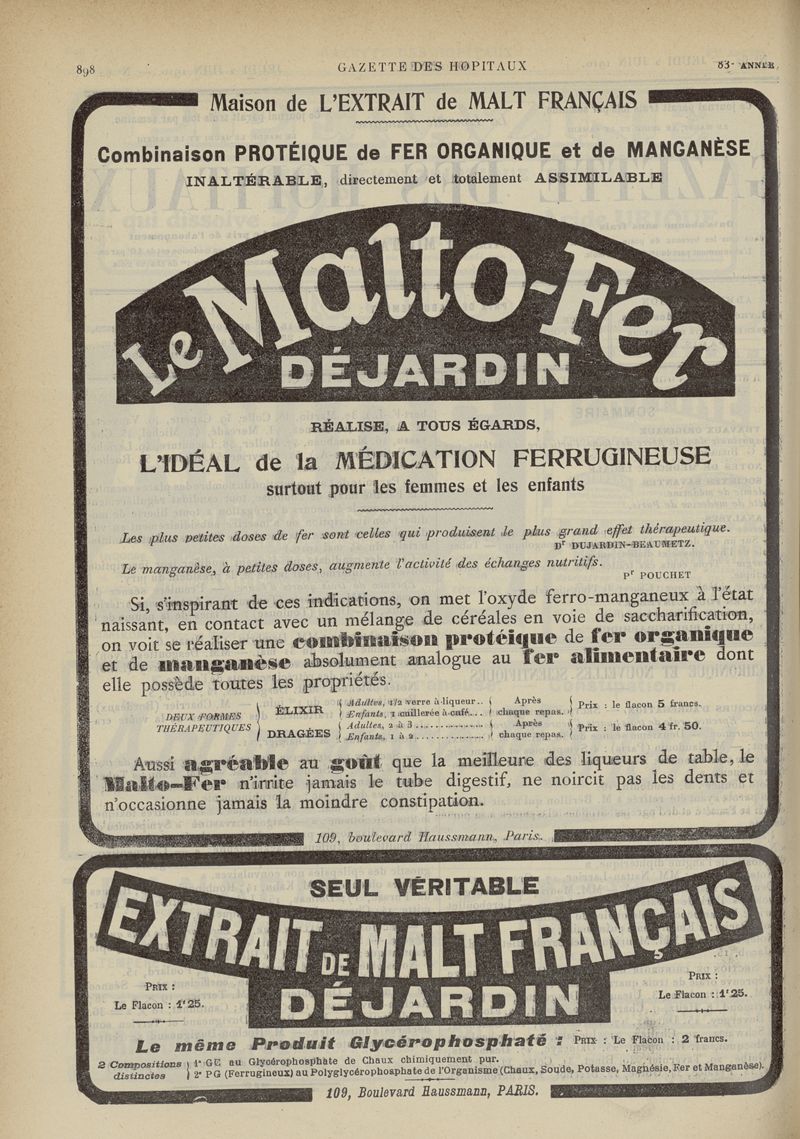 898
GAZETTE DES HOPITAUX
83ᵉ ANNÉE
Maison de L'EXTRAIT de MALT FRANÇAIS
Combinaison PROTÉIQUE de FER ORGANIQUE et de MANGANÈSE
INALTÉRABLE, directement et totalement ASSIMILABLE
Le Malto-Fer
DÉJARDIN
RÉALISE, A TOUS ÉGARDS,
L'IDÉAL de la MÉDICATION FERRUGINEUSE
surtout pour les femmes et les enfants
Les plus petites doses de fer sont celles qui produisent le plus grand effet thérapeutique.
Dʳ DUJARDIN-BEAUMETZ.
Le manganèse, à petites doses, augmente l'activité des échanges nutritifs.
Pʳ POUCHET
Si, s'inspirant de ces indications, on met l'oxyde ferro-manganeux à l'état
naissant, en contact avec un mélange de céréales en voie de saccharification,
on voit se réaliser une combinaison protéique de fer organique
et de manganèse absolument analogue au fer alimentaire dont
elle possède toutes les propriétés.
DEUX FORMES THÉRAPEUTIQUES
ÉLIXIR { Adultes, 1/2 verre à liqueur.. } Après { Prix : le flacon 5 francs.
{ Enfants, 1 cuillerée à café.... } chaque repas. {
DRAGÉES { Adultes, 2 à 3 ................ } Après { Prix : le flacon 4 fr. 50.
{ Enfants, 1 à 2 ................ } chaque repas. {
Aussi agréable au goût que la meilleure des liqueurs de table, le
Malto-Fer n'irrite jamais le tube digestif, ne noircit pas les dents et
n'occasionne jamais la moindre constipation.
109, boulevard Haussmann, Paris.
SEUL VÉRITABLE
EXTRAIT DE MALT FRANÇAIS
DÉJARDIN
PRIX :
Le Flacon : 1ᶠ25.
PRIX :
Le Flacon : 1ᶠ25.
Le même Produit Glycérophosphaté : PRIX : Le Flacon : 2 francs.
2 Compositions distinctes
1º GE au Glycérophosphate de Chaux chimiquement pur.
2º PG (Ferrugineux) au Polyglycérophosphate de l'Organisme (Chaux, Soude, Potasse, Magnésie, Fer et Manganèse).
109, Boulevard Haussmann, PARIS.